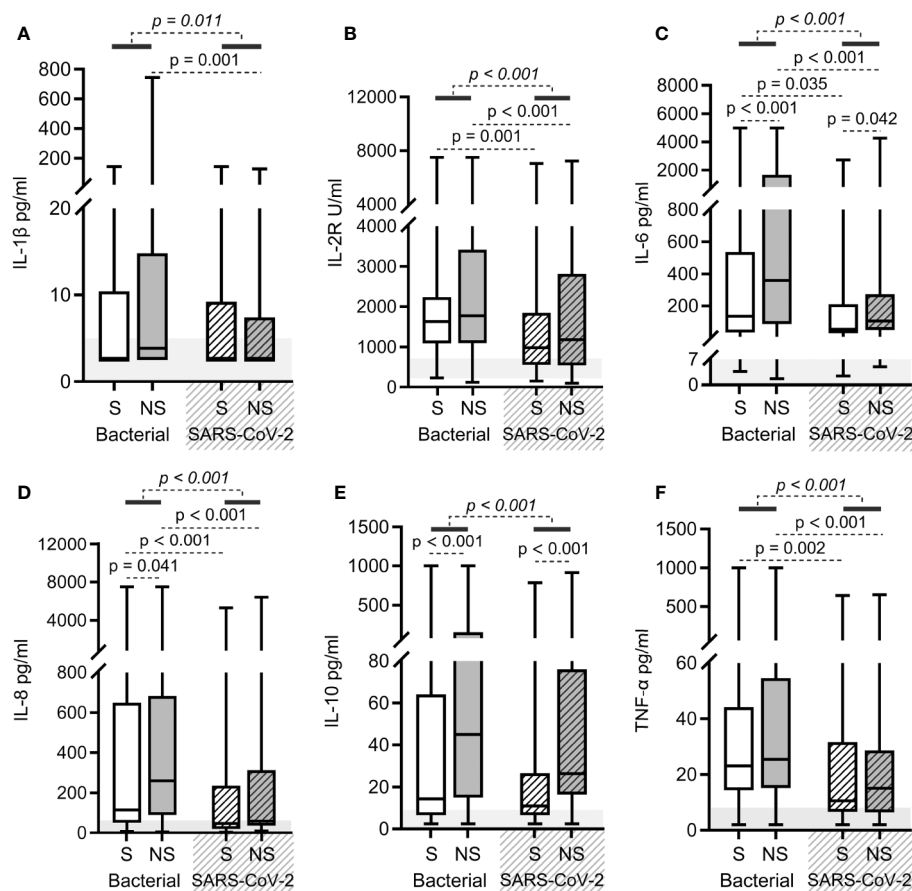 A
p = 0.011
p = 0.001
800
600
400
200
20
10
0
IL-1β pg/ml
S NS S NS
Bacterial SARS-CoV-2
B
p < 0.001
p < 0.001
p = 0.001
12000
8000
4000
4000
3000
2000
1000
0
IL-2R U/ml
S NS S NS
Bacterial SARS-CoV-2
C
p < 0.001
p < 0.001
p = 0.035
p < 0.001
p = 0.042
8000
6000
4000
2000
800
600
400
200
7
0
IL-6 pg/ml
S NS S NS
Bacterial SARS-CoV-2
D
p < 0.001
p < 0.001
p < 0.001
p = 0.041
12000
8000
4000
800
600
400
200
0
IL-8 pg/ml
S NS S NS
Bacterial SARS-CoV-2
E
p < 0.001
p < 0.001
p < 0.001
1500
1000
500
80
60
40
20
0
IL-10 pg/ml
S NS S NS
Bacterial SARS-CoV-2
F
p < 0.001
p < 0.001
p = 0.002
1500
1000
500
60
40
20
0
TNF-α pg/ml
S NS S NS
Bacterial SARS-CoV-2